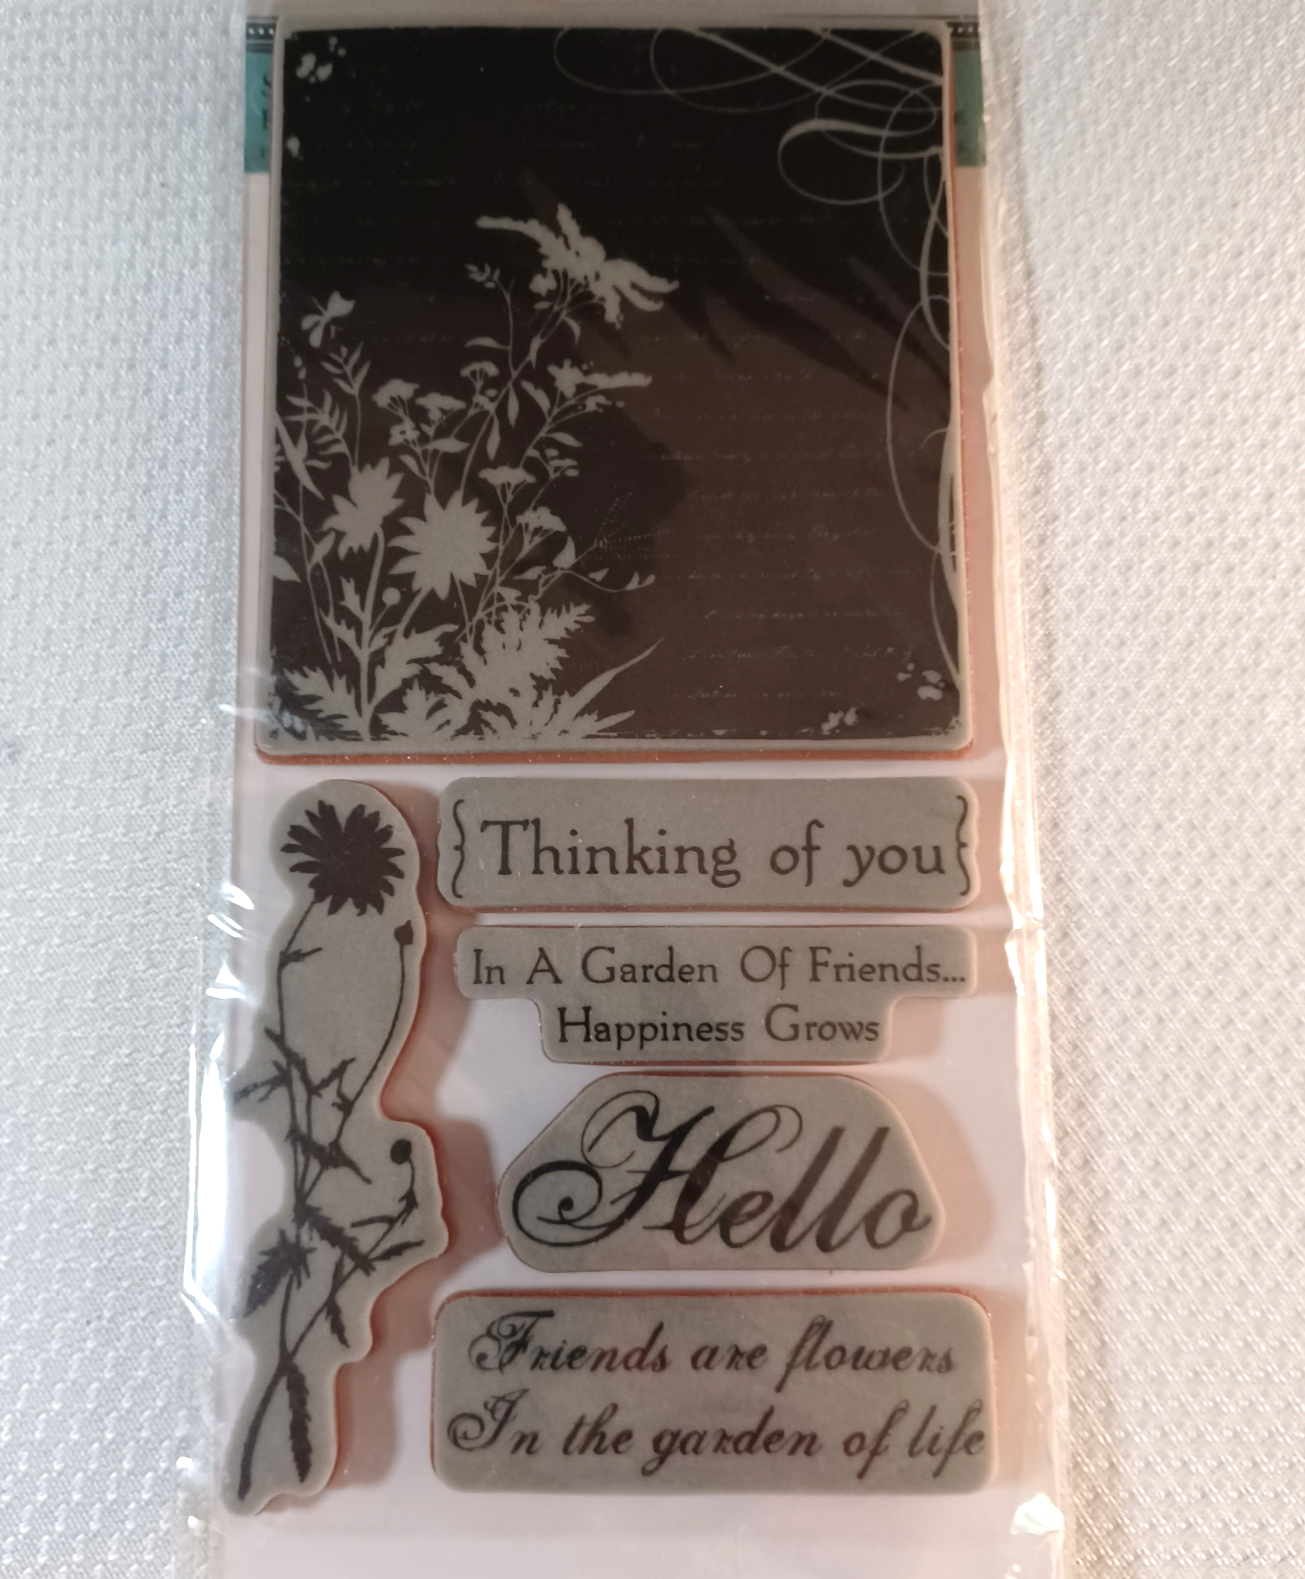 {Thinking of you}
In A Garden Of Friends...
Happiness Grows
Hello
Friends are flowers
In the garden of life